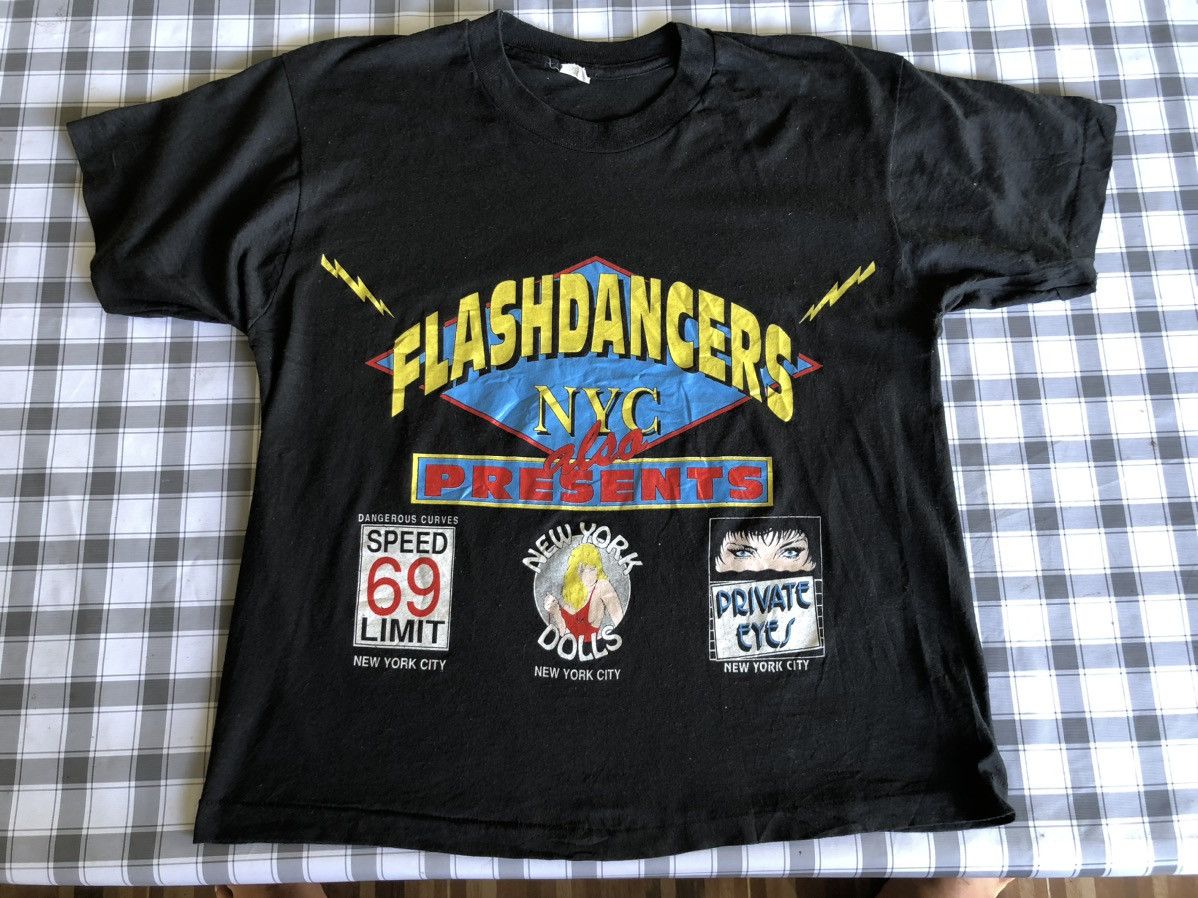 FLASHDANCERS
NYC
also
PRESENTS
DANGEROUS CURVES
SPEED
69
LIMIT
NEW YORK CITY
NEW YORK
DOLLS
NEW YORK CITY
PRIVATE
EYES
NEW YORK CITY